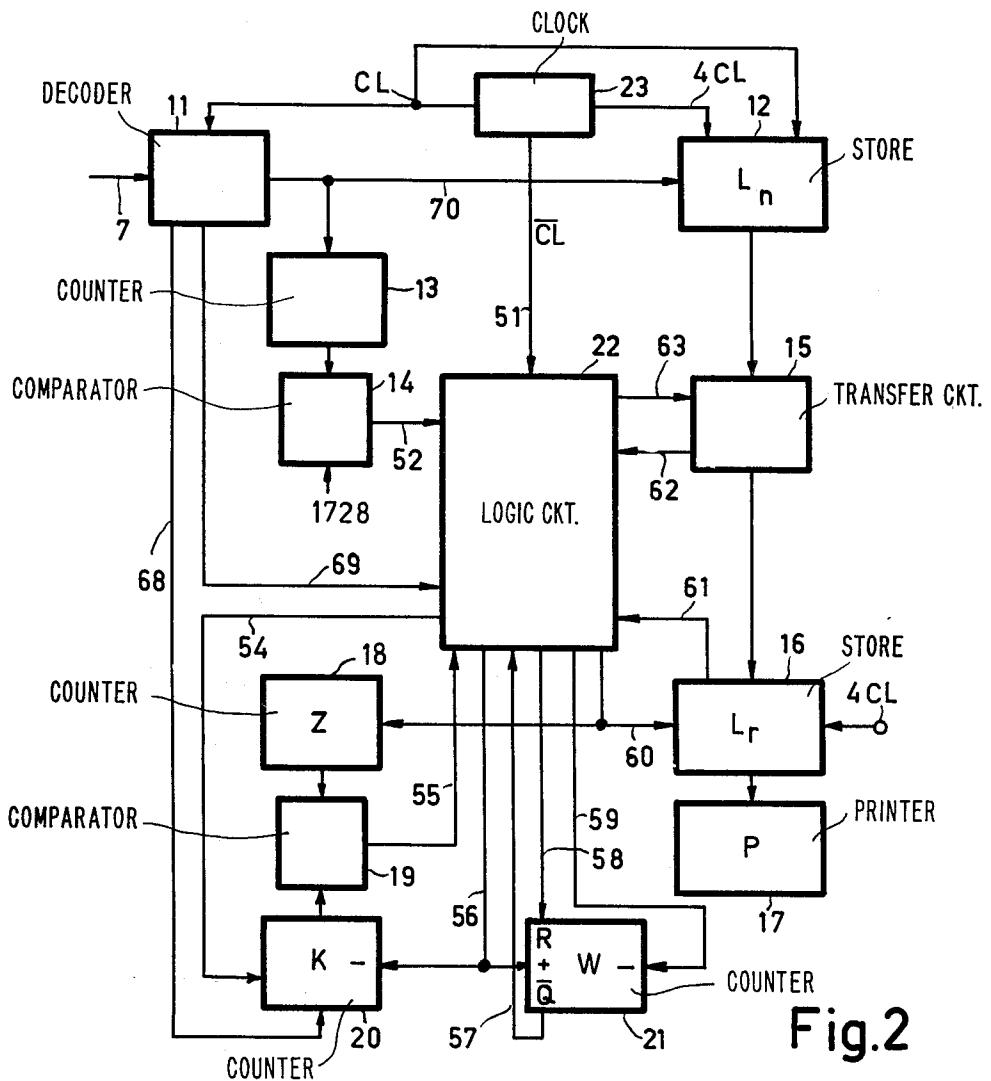 CLOCK
CL
23
4CL
DECODER
11
12
STORE
Ln
7
70
CL̅
COUNTER
13
51
22
63
15
COMPARATOR
14
TRANSFER CKT.
52
62
1728
LOGIC CKT.
68
69
61
54
18
16
STORE
COUNTER
Z
4CL
Lr
60
55
59
COMPARATOR
PRINTER
58
P
19
56
17
R
K -
+ W -
Q̅
COUNTER
20
57
21
COUNTER
Fig.2